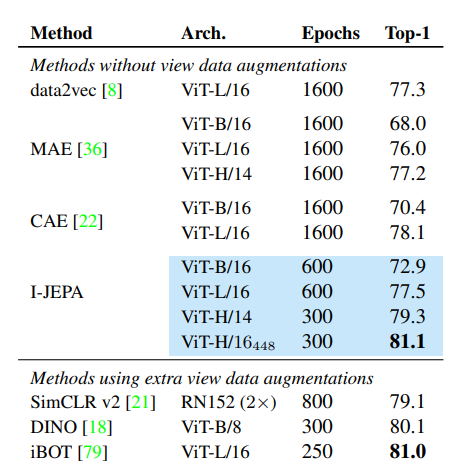 Method Arch. Epochs Top-1
Methods without view data augmentations
data2vec [8] ViT-L/16 1600 77.3
ViT-B/16 1600 68.0
MAE [36] ViT-L/16 1600 76.0
ViT-H/14 1600 77.2
CAE [22] ViT-B/16 1600 70.4
ViT-L/16 1600 78.1
ViT-B/16 600 72.9
I-JEPA ViT-L/16 600 77.5
ViT-H/14 300 79.3
ViT-H/16448 300 81.1
Methods using extra view data augmentations
SimCLR v2 [21] RN152 (2×) 800 79.1
DINO [18] ViT-B/8 300 80.1
iBOT [79] ViT-L/16 250 81.0